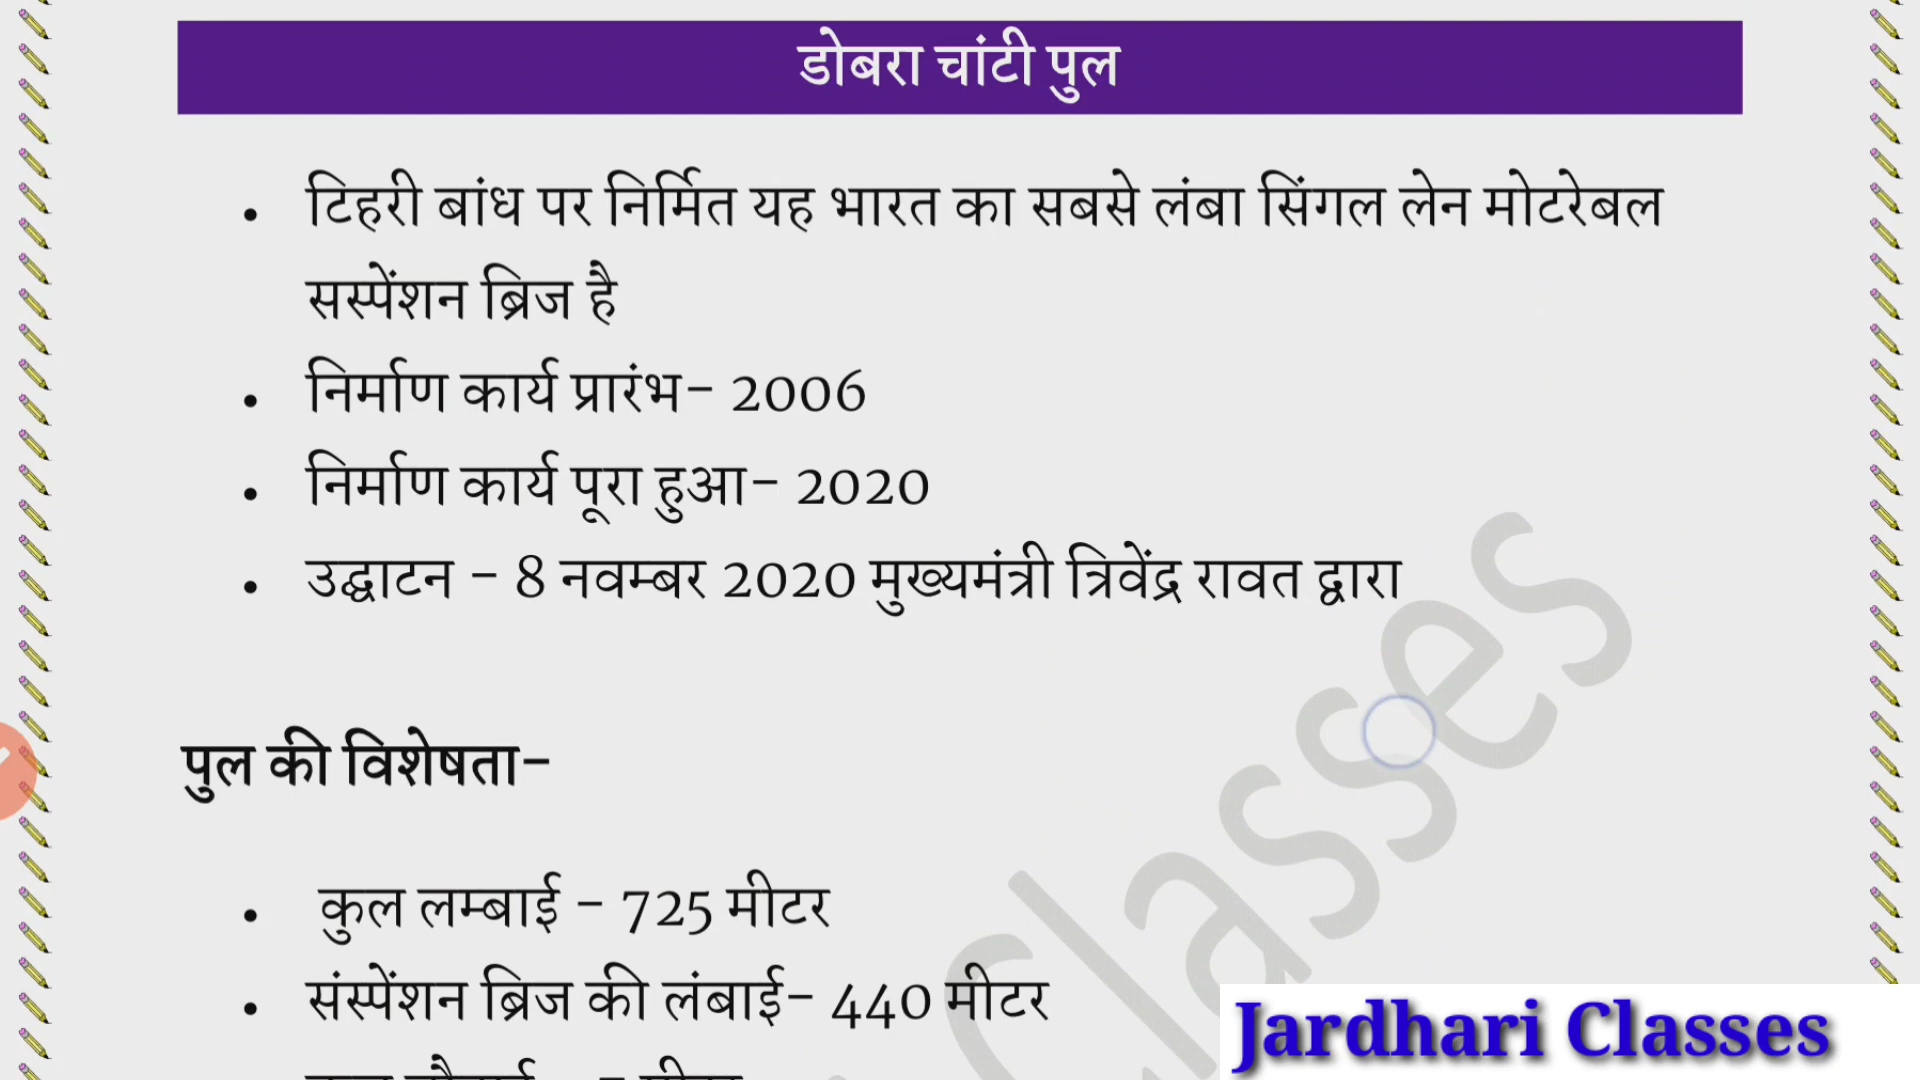 डोबरा चांटी पुल
• टिहरी बांध पर निर्मित यह भारत का सबसे लंबा सिंगल लेन मोटरेबल
सस्पेंशन ब्रिज है
• निर्माण कार्य प्रारंभ- 2006
• निर्माण कार्य पूरा हुआ- 2020
• उद्घाटन - 8 नवम्बर 2020 मुख्यमंत्री त्रिवेंद्र रावत द्वारा
पुल की विशेषता-
• कुल लम्बाई - 725 मीटर
• संस्पेंशन ब्रिज की लंबाई- 440 मीटर
Classes
Jardhari Classes